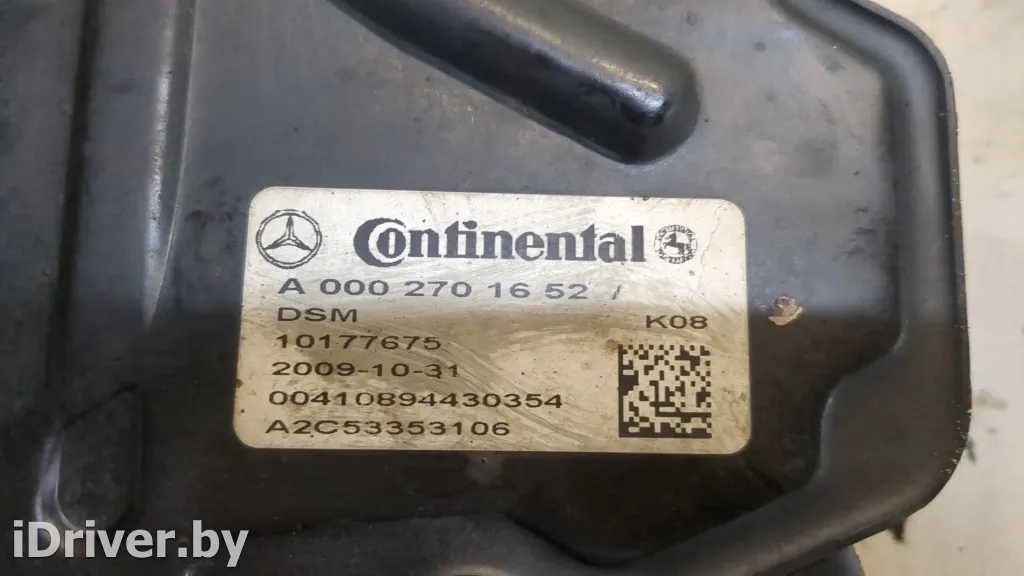 Continental
A 000 270 16 52 /
DSM
K08
10177675
2009-10-31
00410894430354
A2C53353106
iDriver.by